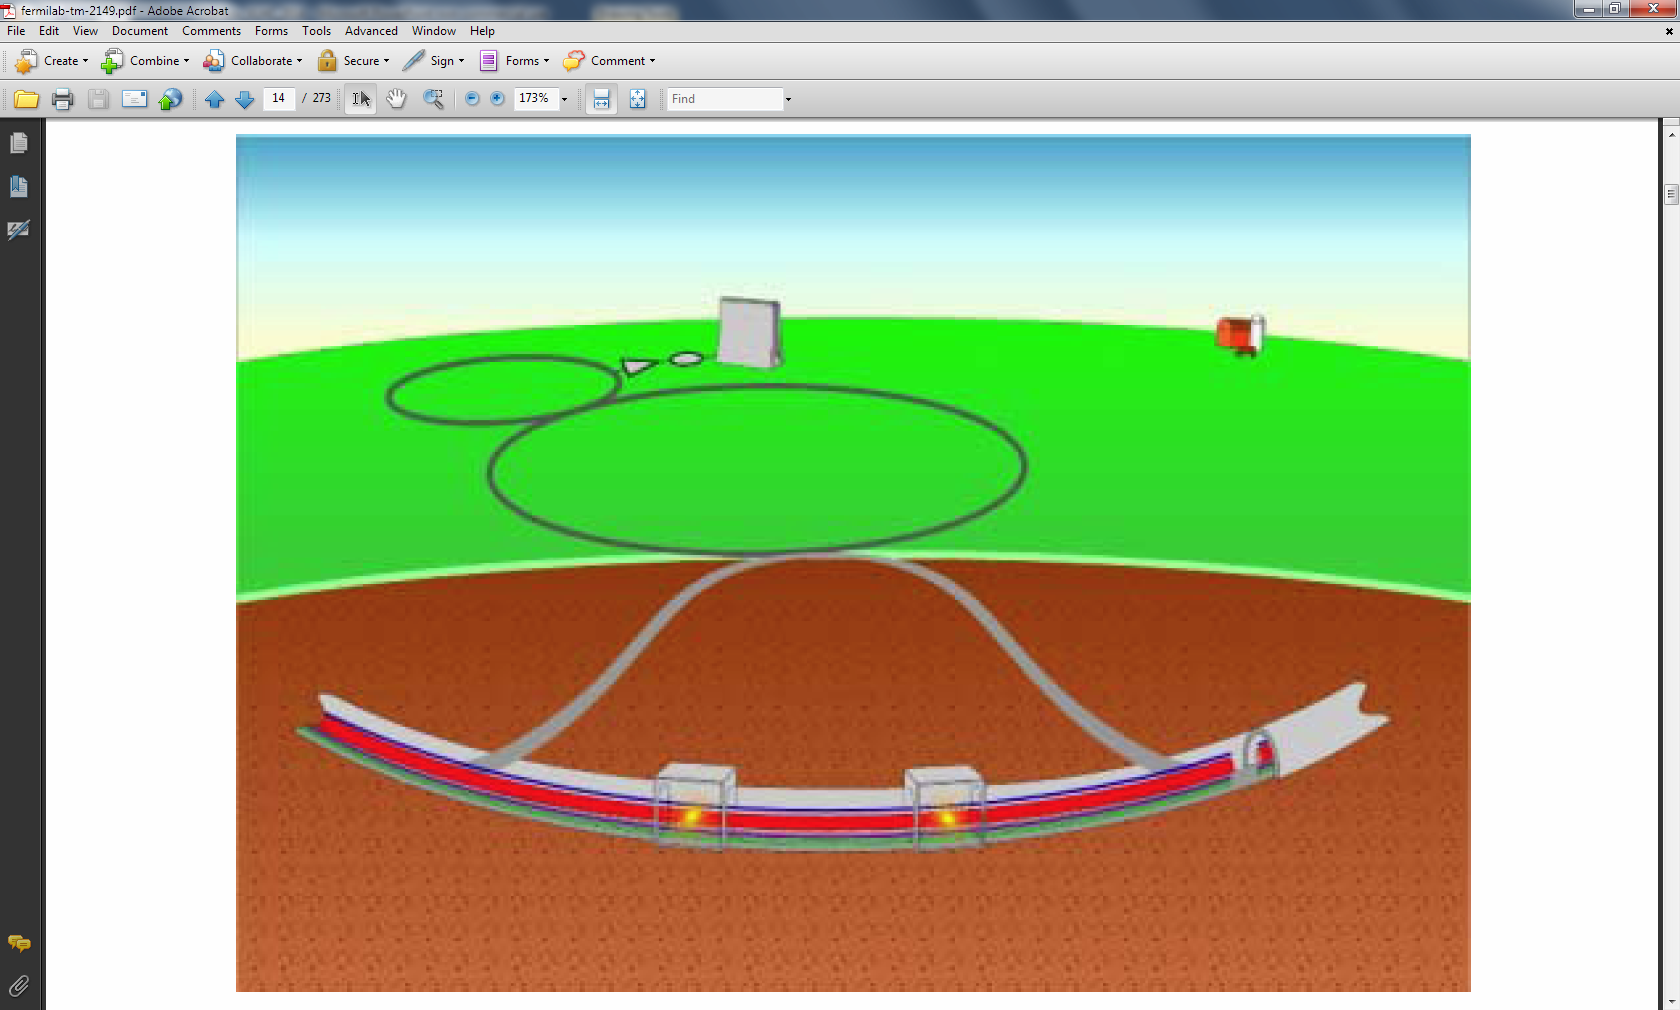 fermilab-tm-2149.pdf - Adobe Acrobat
File Edit View Document Comments Forms Tools Advanced Window Help
Create Combine Collaborate Secure Sign Forms Comment
14 / 273 173% Find